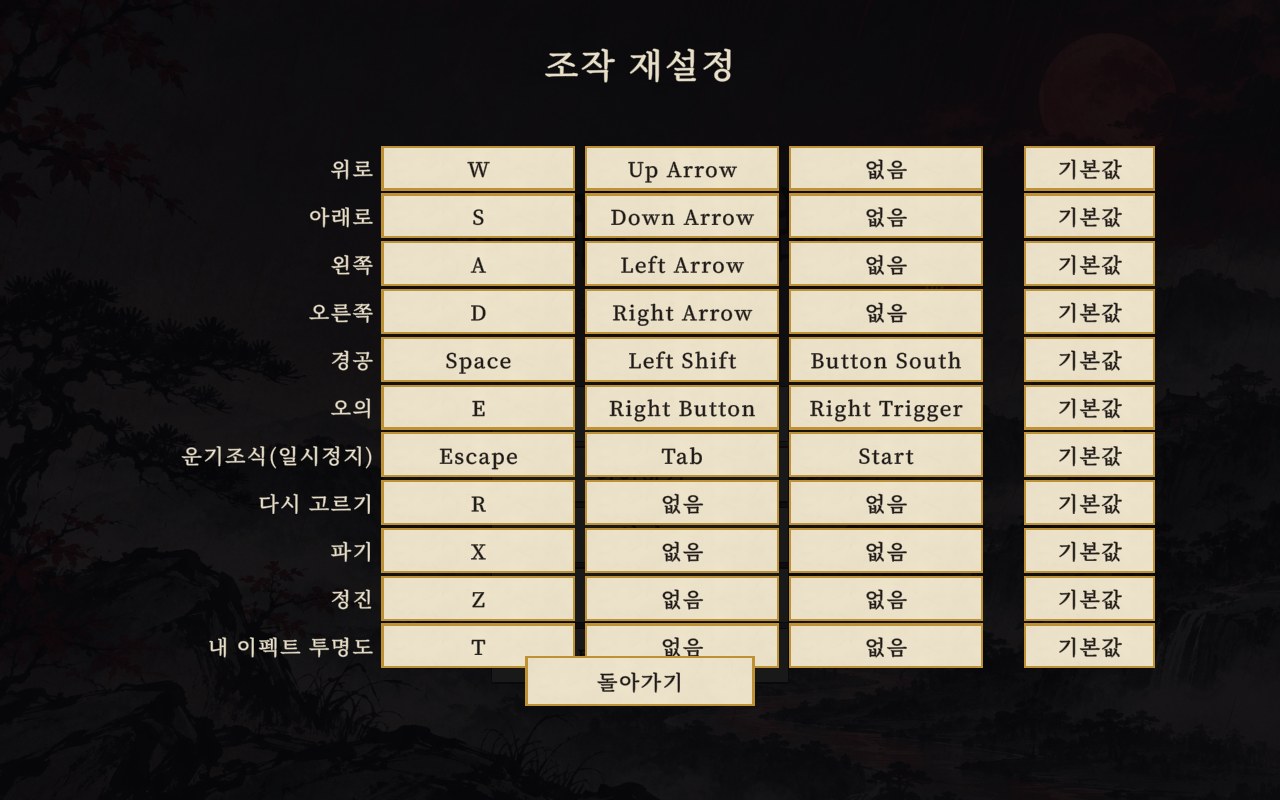 조작 재설정
위로 W Up Arrow 없음 기본값
아래로 S Down Arrow 없음 기본값
왼쪽 A Left Arrow 없음 기본값
오른쪽 D Right Arrow 없음 기본값
경공 Space Left Shift Button South 기본값
오의 E Right Button Right Trigger 기본값
운기조식(일시정지) Escape Tab Start 기본값
다시 고르기 R 없음 없음 기본값
파기 X 없음 없음 기본값
정진 Z 없음 없음 기본값
내 이펙트 투명도 T 없음 없음 기본값
돌아가기